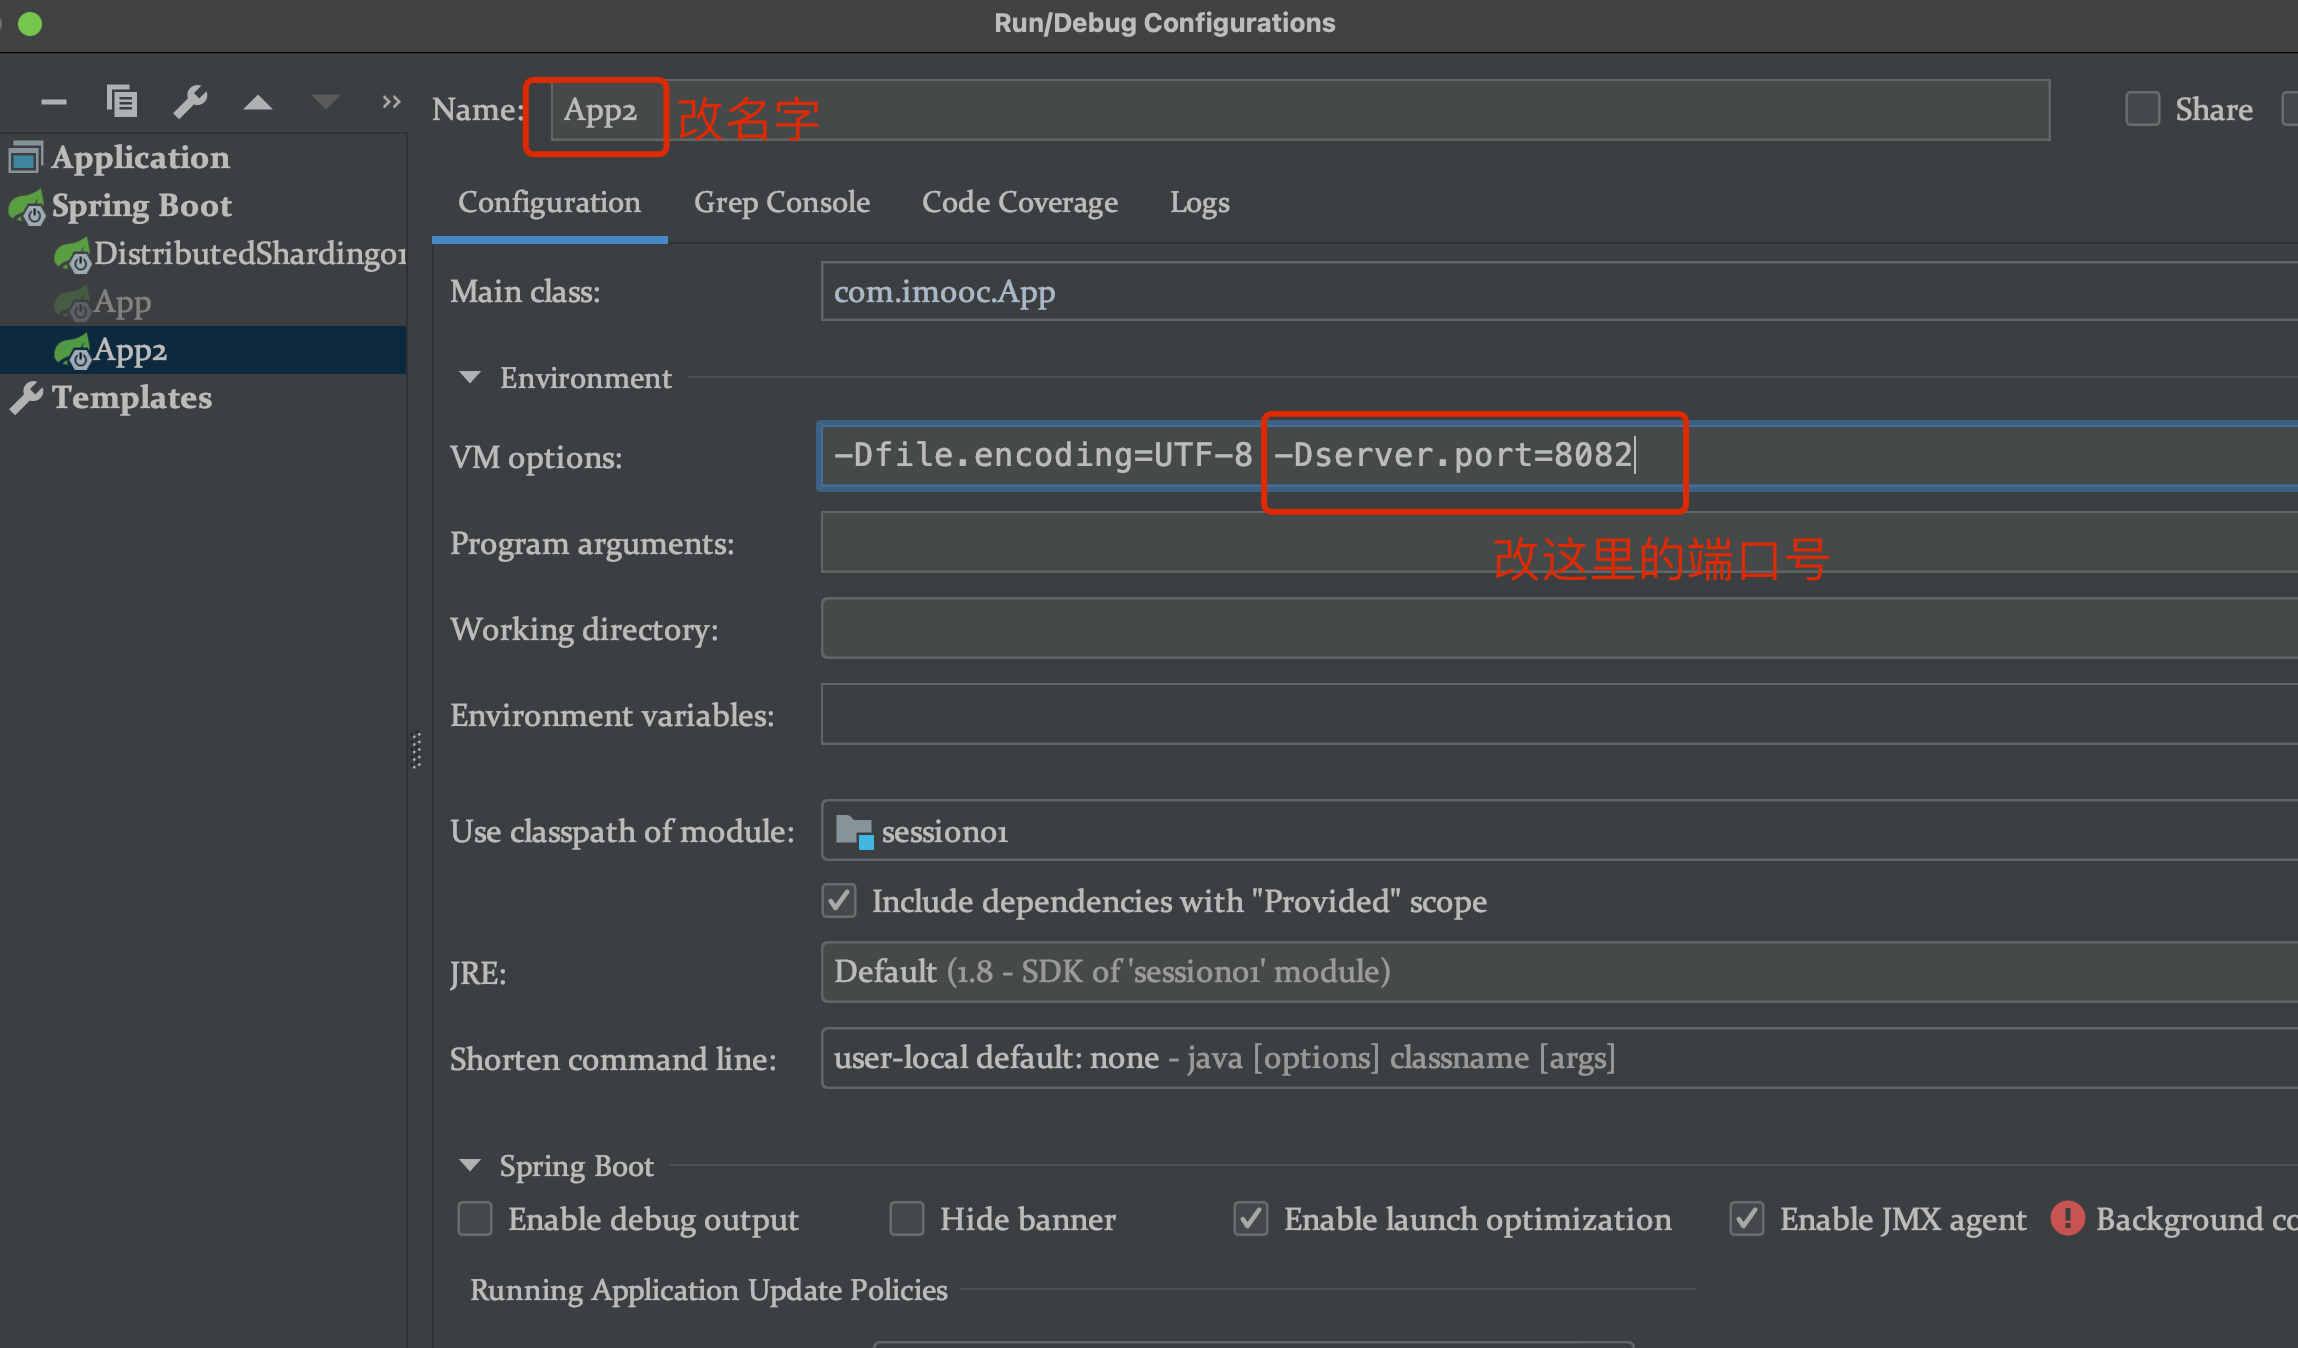 Run/Debug Configurations
Name: App2 改名字 Share
Application
Spring Boot
DistributedSharding01
App
App2
Templates
Configuration Grep Console Code Coverage Logs
Main class: com.imooc.App
Environment
VM options: -Dfile.encoding=UTF-8 -Dserver.port=8082
Program arguments:
改这里的端口号
Working directory:
Environment variables:
Use classpath of module: session01
Include dependencies with "Provided" scope
JRE: Default (1.8 - SDK of 'session01' module)
Shorten command line: user-local default: none - java [options] classname [args]
Spring Boot
Enable debug output Hide banner Enable launch optimization Enable JMX agent Background co
Running Application Update Policies